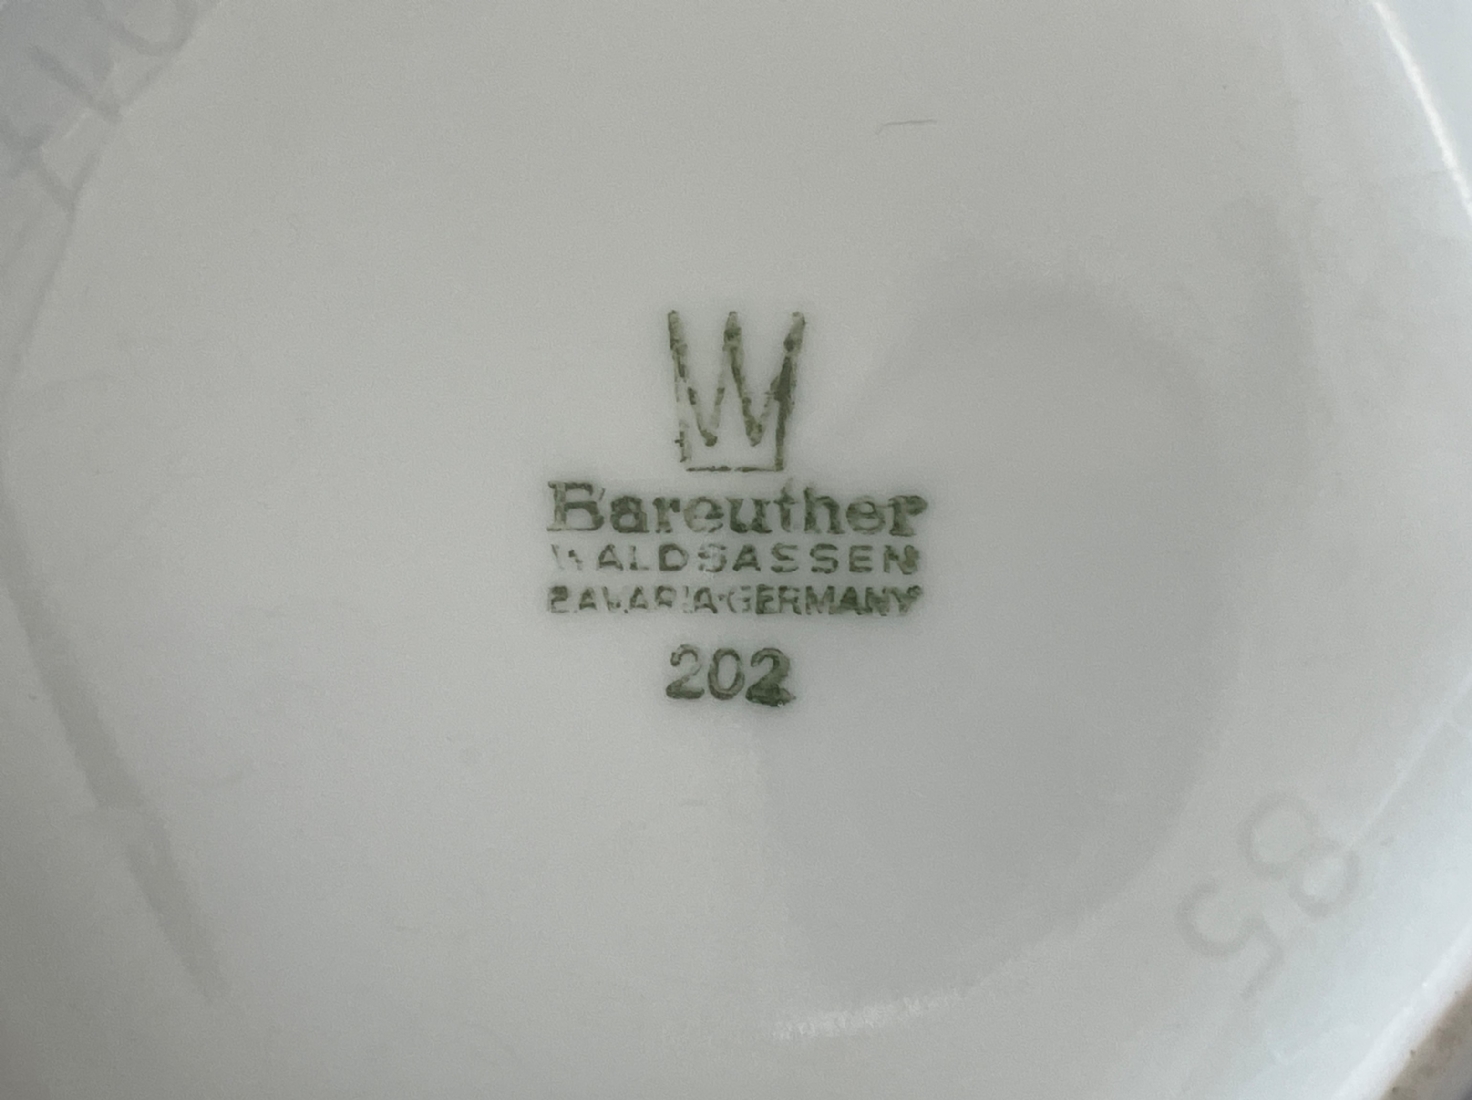 W
Bareuther
WALDSASSEN
BAVARIA·GERMANY
202
85